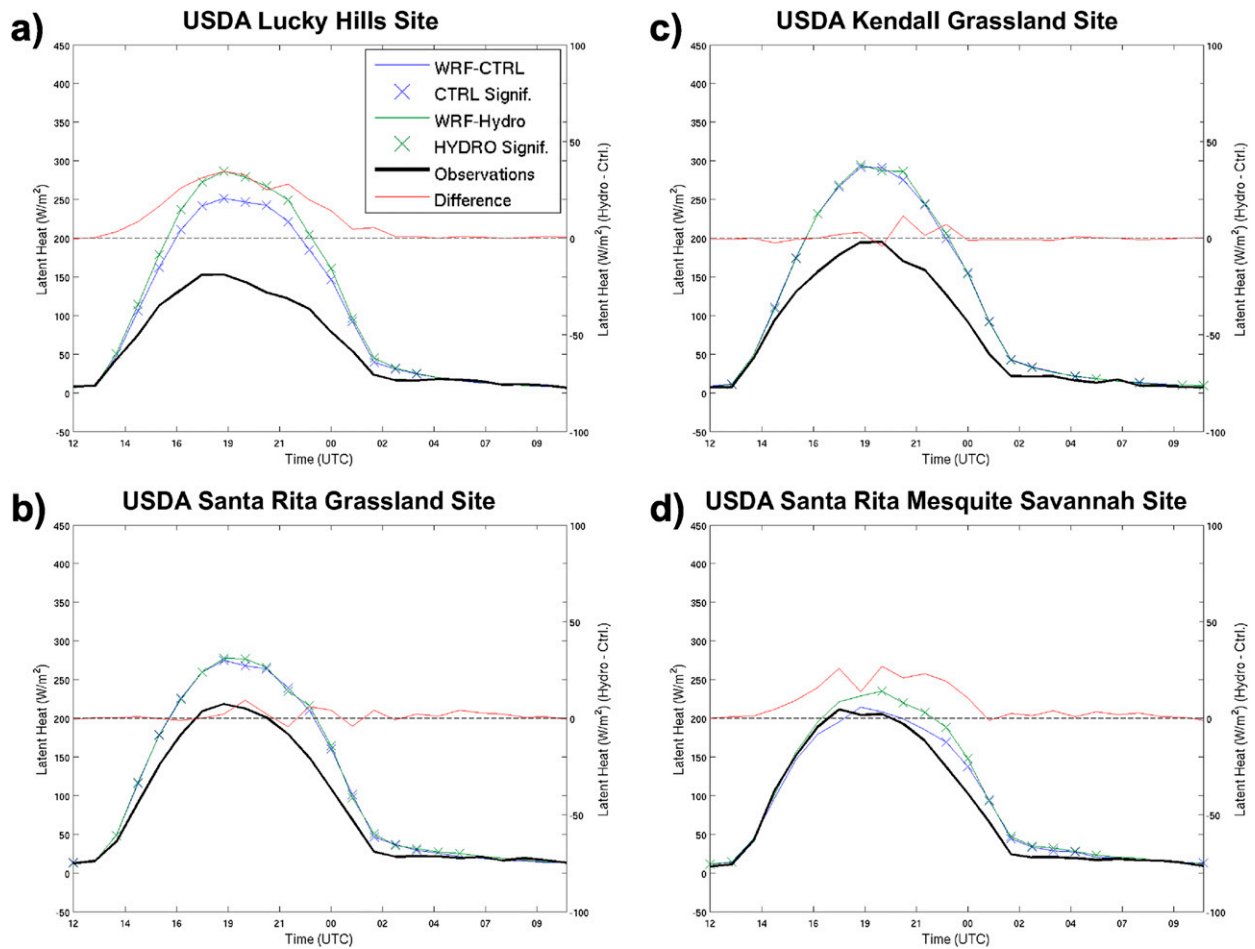 a)
USDA Lucky Hills Site
450
400
350
300
250
200
150
100
50
0
-50
Latent Heat (W/m²)
WRF-CTRL
CTRL Signif.
WRF-Hydro
HYDRO Signif.
Observations
Difference
100
50
0
-50
-100
Latent Heat (W/m²) (Hydro - Ctrl.)
12 14 16 19 21 00 02 04 07 09
Time (UTC)
c)
USDA Kendall Grassland Site
450
400
350
300
250
200
150
100
50
0
-50
Latent Heat (W/m²)
100
50
0
-50
-100
Latent Heat (W/m²) (Hydro - Ctrl.)
12 14 16 19 21 00 02 04 07 09
Time (UTC)
b)
USDA Santa Rita Grassland Site
450
400
350
300
250
200
150
100
50
0
-50
Latent Heat (W/m²)
100
50
0
-50
-100
Latent Heat (W/m²) (Hydro - Ctrl.)
12 14 16 19 21 00 02 04 07 09
Time (UTC)
d)
USDA Santa Rita Mesquite Savannah Site
450
400
350
300
250
200
150
100
50
0
-50
Latent Heat (W/m²)
100
50
0
-50
-100
Latent Heat (W/m²) (Hydro - Ctrl.)
12 14 16 19 21 00 02 04 07 09
Time (UTC)